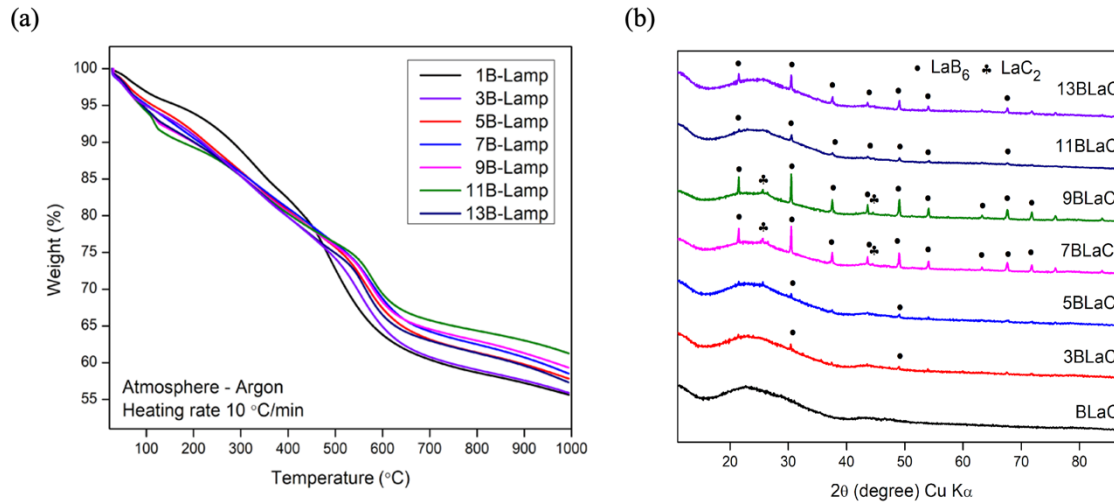 (a)
100
95
90
85
80
75
70
65
60
55
Weight (%)
1B-Lamp
3B-Lamp
5B-Lamp
7B-Lamp
9B-Lamp
11B-Lamp
13B-Lamp
Atmosphere - Argon
Heating rate 10 °C/min
100 200 300 400 500 600 700 800 900 1000
Temperature (°C)
(b)
• LaB₆ ♣ LaC₂
13BLaC
11BLaC
9BLaC
7BLaC
5BLaC
3BLaC
BLaC
20 30 40 50 60 70 80
2θ (degree) Cu Kα